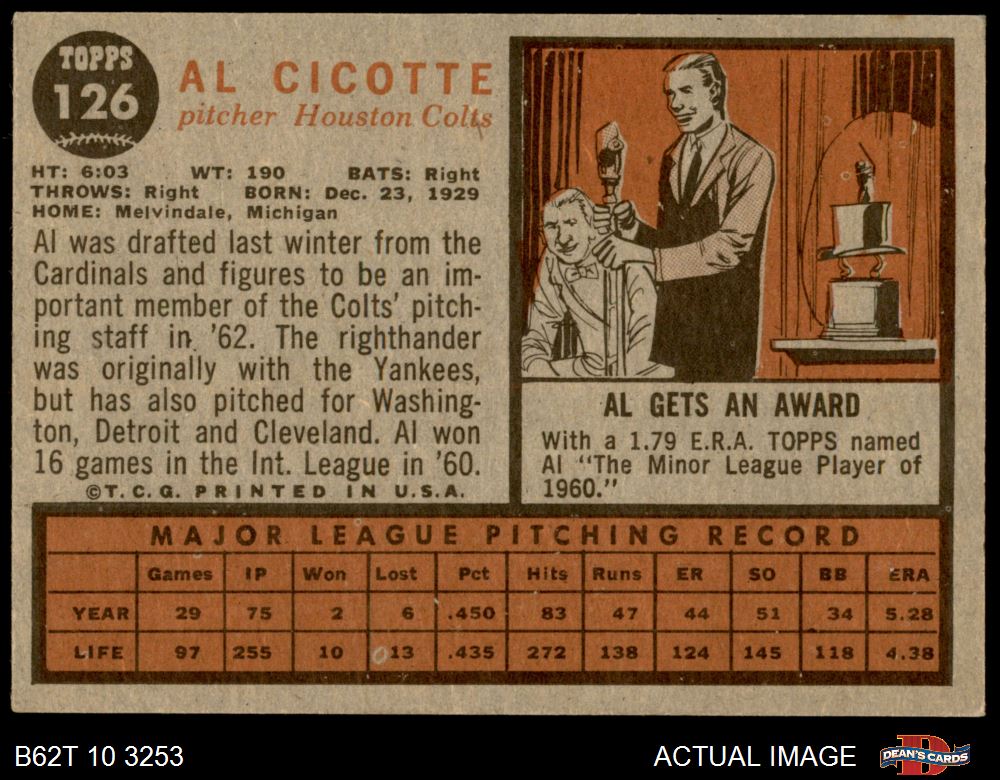 TOPPS
126
AL CICOTTE
pitcher Houston Colts
HT: 6:03 WT: 190 BATS: Right
THROWS: Right BORN: Dec. 23, 1929
HOME: Melvindale, Michigan
Al was drafted last winter from the
Cardinals and figures to be an im-
portant member of the Colts' pitch-
ing staff in '62. The righthander
was originally with the Yankees,
but has also pitched for Washing-
ton, Detroit and Cleveland. Al won
16 games in the Int. League in '60.
©T.C.G. PRINTED IN U.S.A.
AL GETS AN AWARD
With a 1.79 E.R.A. TOPPS named
Al "The Minor League Player of
1960."
MAJOR LEAGUE PITCHING RECORD
Games IP Won Lost Pct Hits Runs ER SO BB ERA
YEAR 29 75 2 6 .450 83 47 44 51 34 5.28
LIFE 97 255 10 13 .435 272 138 124 145 118 4.38
B62T 10 3253
ACTUAL IMAGE
D
DEAN'S CARDS